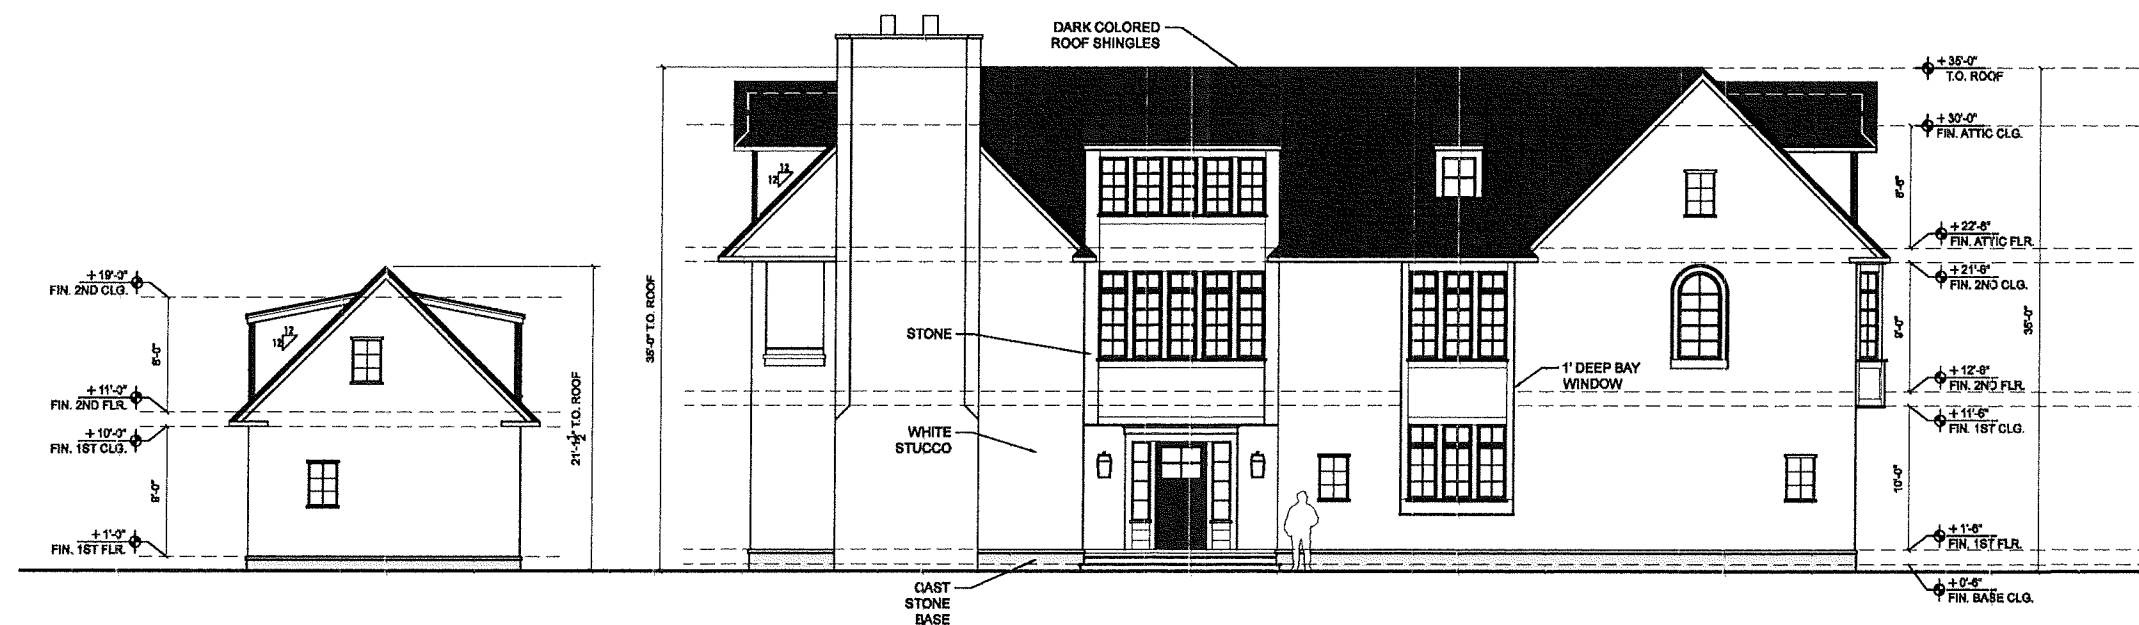 + 19'-0"
FIN. 2ND CLG.
8'-0"
+ 11'-0"
FIN. 2ND FLR.
+ 10'-0"
FIN. 1ST CLG.
9'-0"
+ 1'-0"
FIN. 1ST FLR.
12
12
21'-1½" T.O. ROOF
35'-0" T.O. ROOF
12
12
DARK COLORED
ROOF SHINGLES
STONE
WHITE
STUCCO
CAST
STONE
BASE
1' DEEP BAY
WINDOW
+ 35'-0"
T.O. ROOF
+ 30'-0"
FIN. ATTIC CLG.
+ 22'-6"
FIN. ATTIC FLR.
+ 21'-6"
FIN. 2ND CLG.
9'-0"
35'-0"
+ 12'-6"
FIN. 2ND FLR.
+ 11'-6"
FIN. 1ST CLG.
10'-0"
+ 1'-6"
FIN. 1ST FLR.
+ 0'-6"
FIN. BASE CLG.